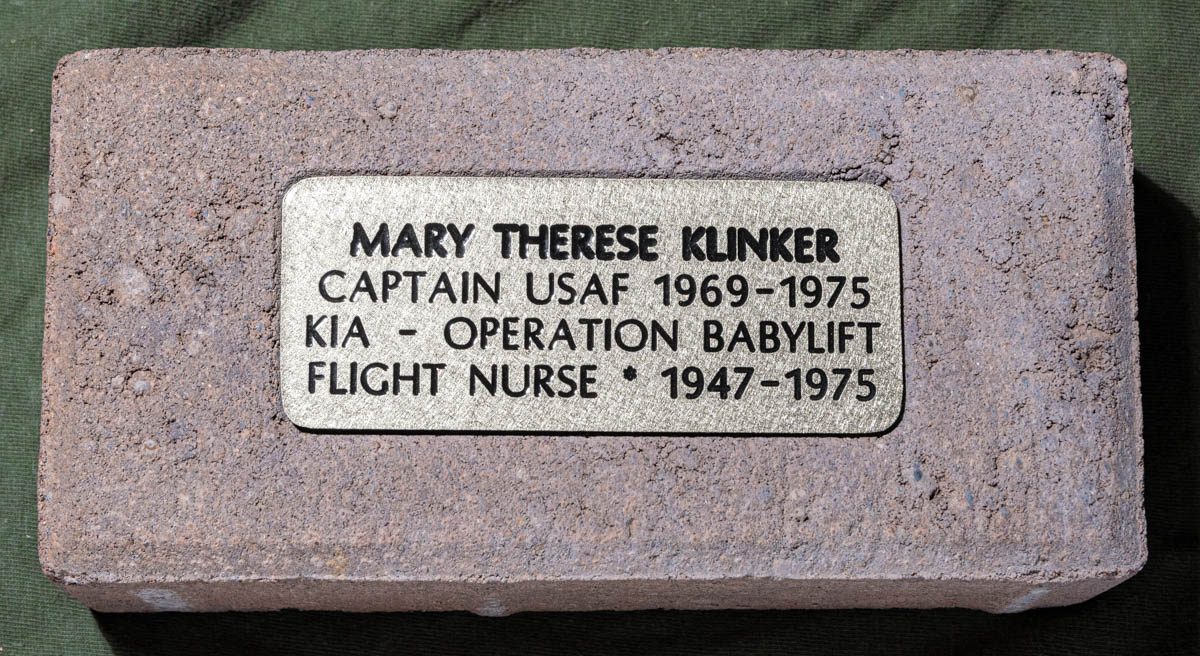 MARY THERESE KLINKER
CAPTAIN USAF 1969-1975
KIA - OPERATION BABYLIFT
FLIGHT NURSE * 1947-1975